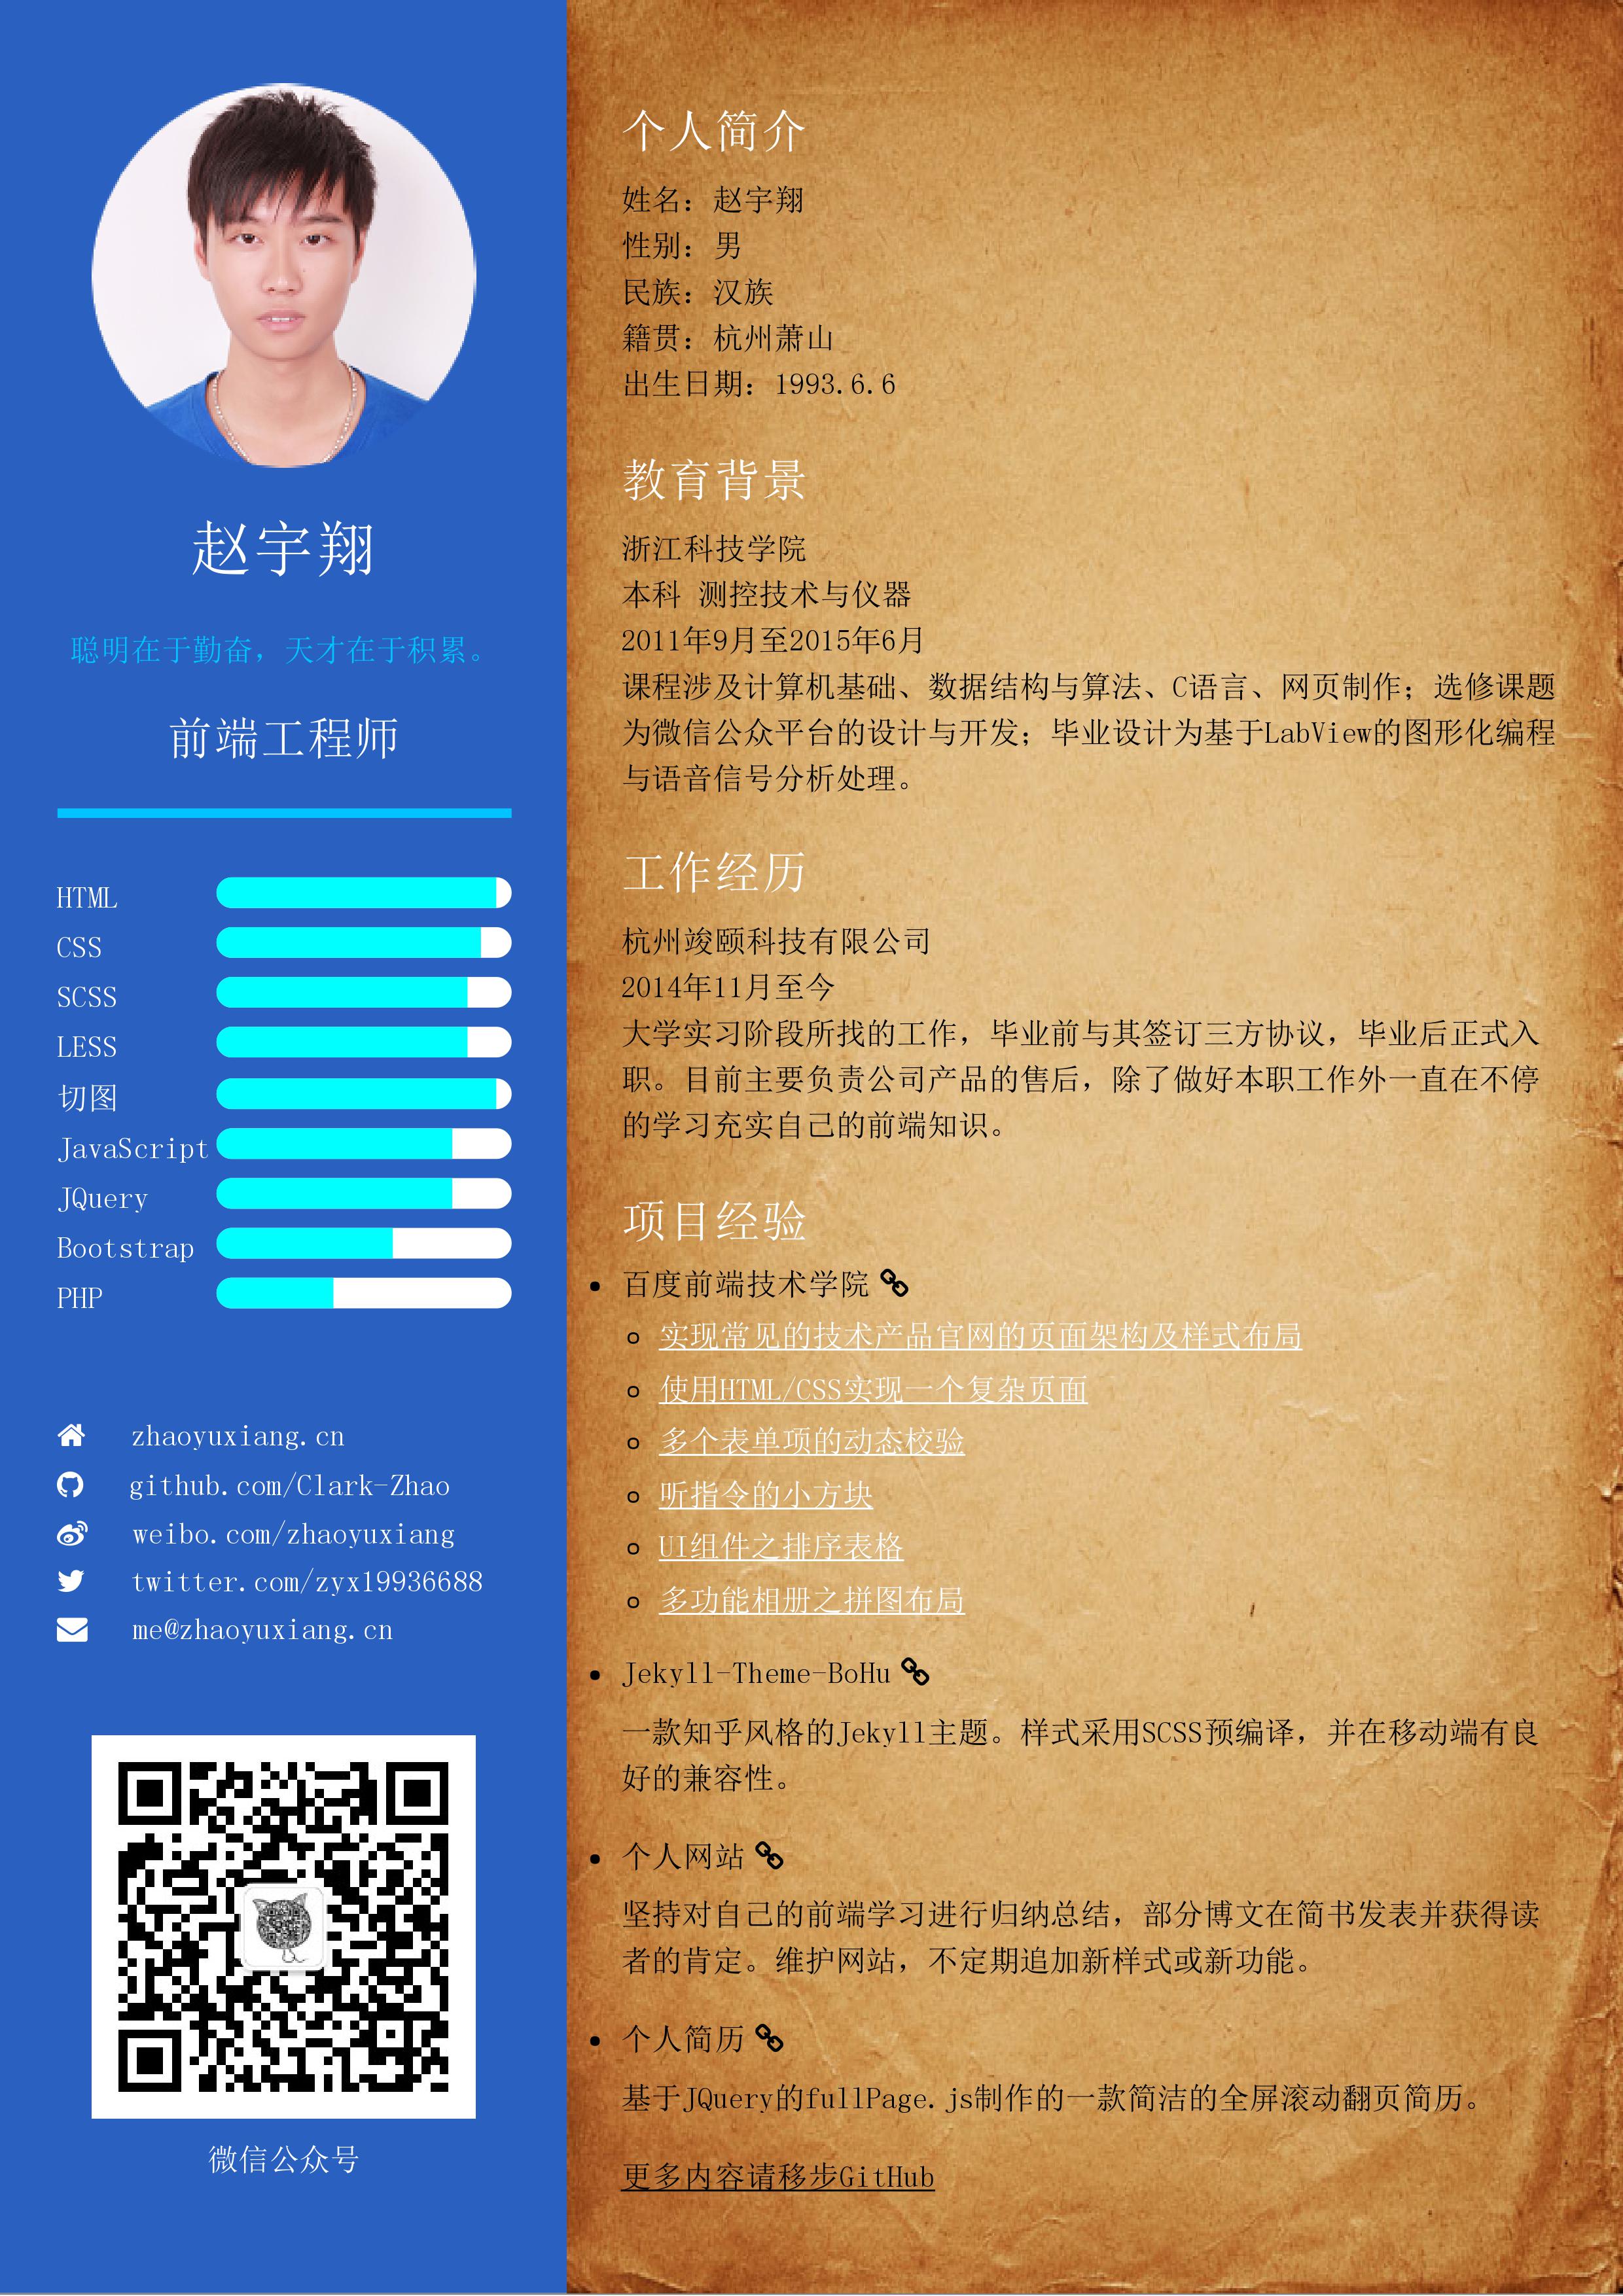 赵宇翔
聪明在于勤奋，天才在于积累。
前端工程师
HTML
CSS
SCSS
LESS
切图
JavaScript
JQuery
Bootstrap
PHP
zhaoyuxiang.cn
github.com/Clark-Zhao
weibo.com/zhaoyuxiang
twitter.com/zyx19936688
me@zhaoyuxiang.cn
微信公众号
个人简介
姓名：赵宇翔
性别：男
民族：汉族
籍贯：杭州萧山
出生日期：1993.6.6
教育背景
浙江科技学院
本科 测控技术与仪器
2011年9月至2015年6月
课程涉及计算机基础、数据结构与算法、C语言、网页制作；选修课题
为微信公众平台的设计与开发；毕业设计为基于LabView的图形化编程
与语音信号分析处理。
工作经历
杭州竣颐科技有限公司
2014年11月至今
大学实习阶段所找的工作，毕业前与其签订三方协议，毕业后正式入
职。目前主要负责公司产品的售后，除了做好本职工作外一直在不停
的学习充实自己的前端知识。
项目经验
百度前端技术学院
实现常见的技术产品官网的页面架构及样式布局
使用HTML/CSS实现一个复杂页面
多个表单项的动态校验
听指令的小方块
UI组件之排序表格
多功能相册之拼图布局
Jekyll-Theme-BoHu
一款知乎风格的Jekyll主题。样式采用SCSS预编译，并在移动端有良
好的兼容性。
个人网站
坚持对自己的前端学习进行归纳总结，部分博文在简书发表并获得读
者的肯定。维护网站，不定期追加新样式或新功能。
个人简历
基于JQuery的fullPage.js制作的一款简洁的全屏滚动翻页简历。
更多内容请移步GitHub